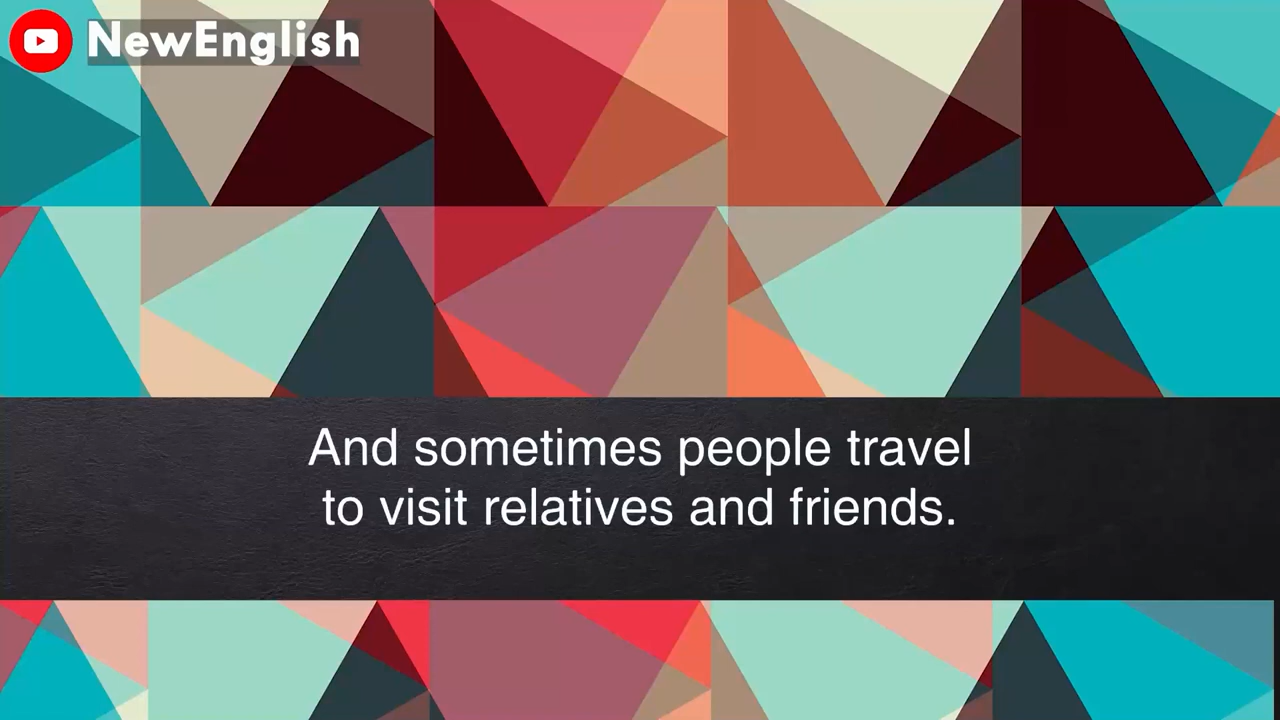 NewEnglish
And sometimes people travel
to visit relatives and friends.